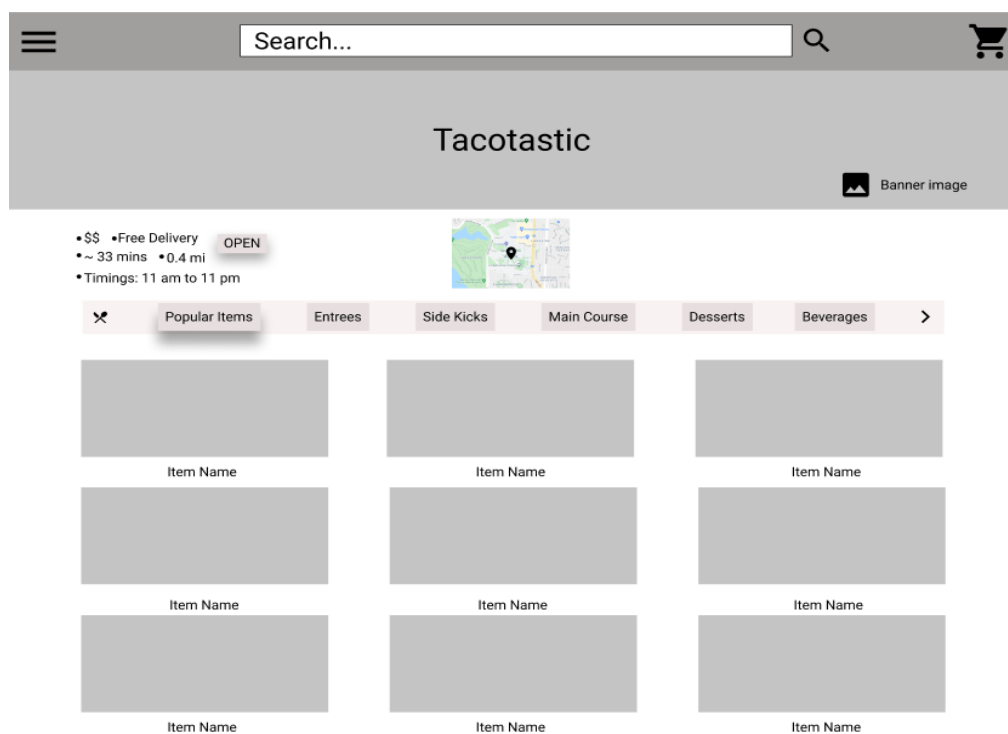 Search...
Tacotastic
Banner image
•$$ •Free Delivery
OPEN
•~ 33 mins •0.4 mi
•Timings: 11 am to 11 pm
Popular Items Entrees Side Kicks Main Course Desserts Beverages
Item Name Item Name Item Name
Item Name Item Name Item Name
Item Name Item Name Item Name